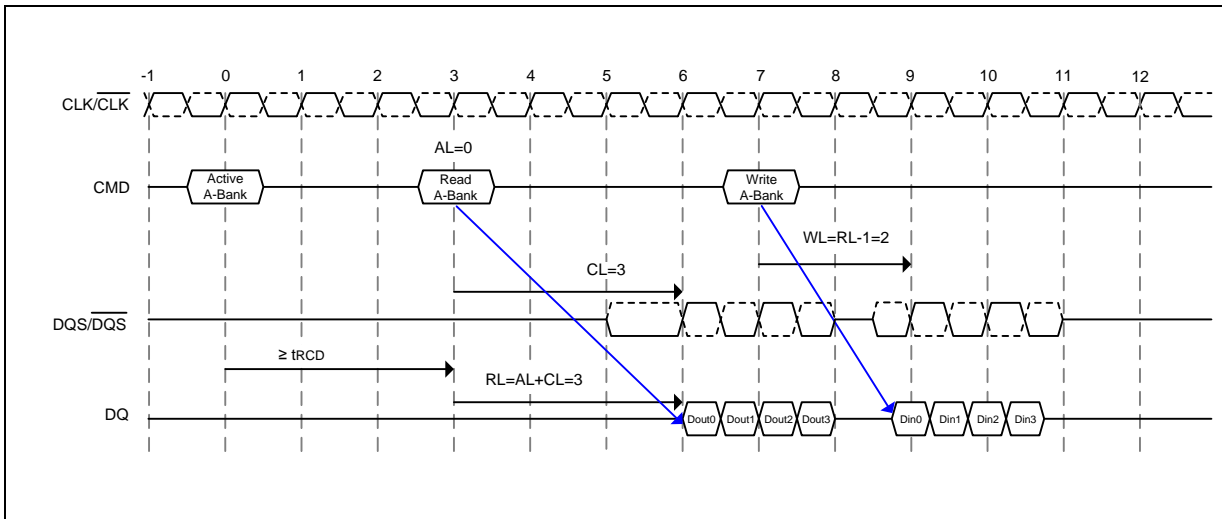 -1 0 1 2 3 4 5 6 7 8 9 10 11 12
CLK/CLK
AL=0
CMD
Active
A-Bank
Read
A-Bank
Write
A-Bank
WL=RL-1=2
CL=3
DQS/DQS
≥ tRCD
RL=AL+CL=3
DQ
Dout0 Dout1 Dout2 Dout3 Din0 Din1 Din2 Din3